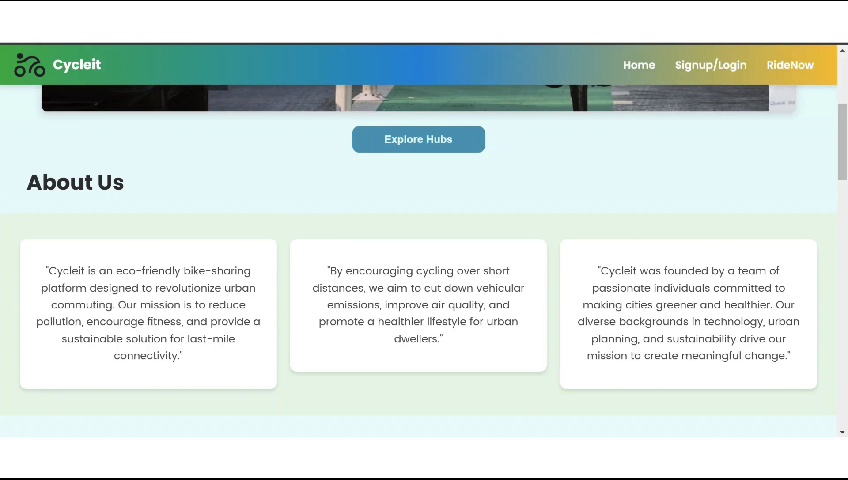 Cycleit
Home Signup/Login RideNow
Explore Hubs
About Us
"Cycleit is an eco-friendly bike-sharing
platform designed to revolutionize urban
commuting. Our mission is to reduce
pollution, encourage fitness, and provide a
sustainable solution for last-mile
connectivity."
"By encouraging cycling over short
distances, we aim to cut down vehicular
emissions, improve air quality, and
promote a healthier lifestyle for urban
dwellers."
"Cycleit was founded by a team of
passionate individuals committed to
making cities greener and healthier. Our
diverse backgrounds in technology, urban
planning, and sustainability drive our
mission to create meaningful change."